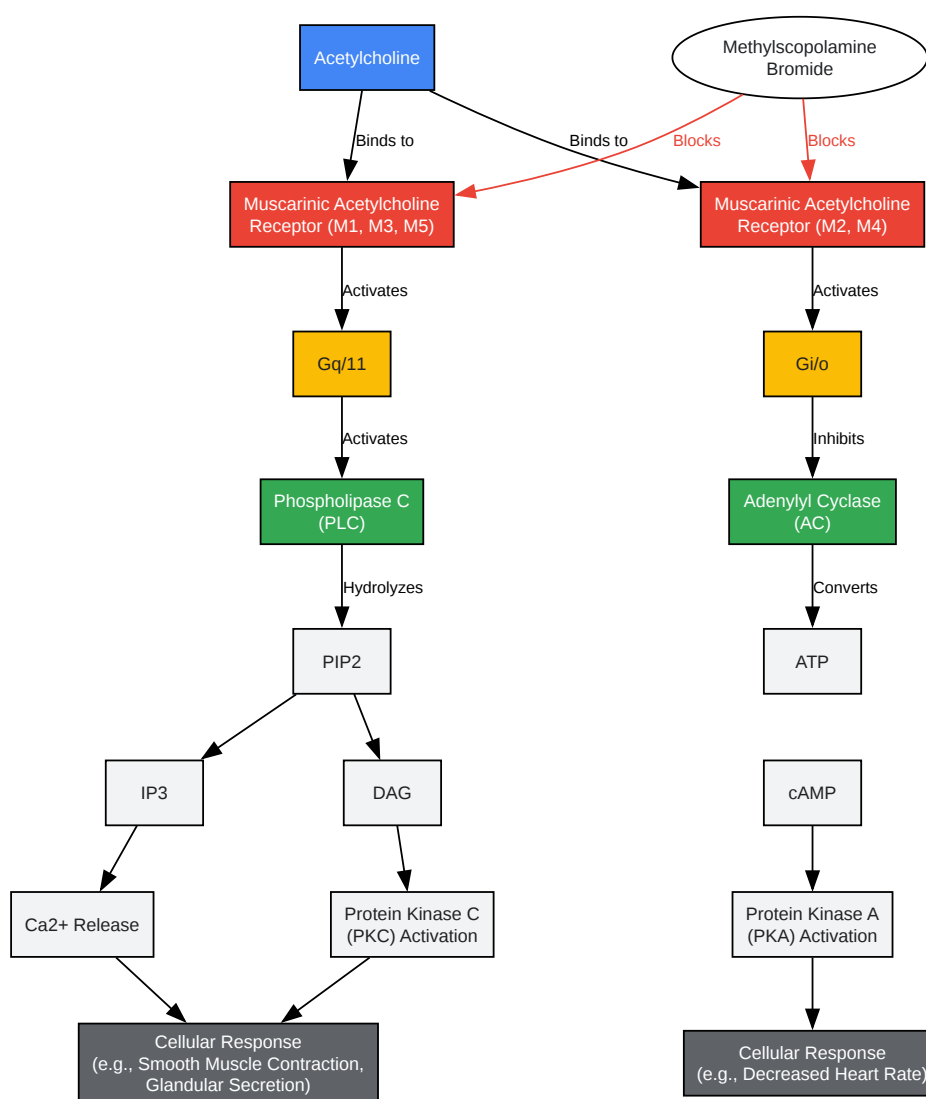 Acetylcholine
Methylscopolamine
Bromide
Binds to
Binds to
Blocks
Blocks
Muscarinic Acetylcholine
Receptor (M1, M3, M5)
Muscarinic Acetylcholine
Receptor (M2, M4)
Activates
Activates
Gq/11
Gi/o
Activates
Inhibits
Phospholipase C
(PLC)
Adenylyl Cyclase
(AC)
Hydrolyzes
Converts
PIP2
ATP
IP3
DAG
cAMP
Ca2+ Release
Protein Kinase C
(PKC) Activation
Protein Kinase A
(PKA) Activation
Cellular Response
(e.g., Smooth Muscle Contraction,
Glandular Secretion)
Cellular Response
(e.g., Decreased Heart Rate)